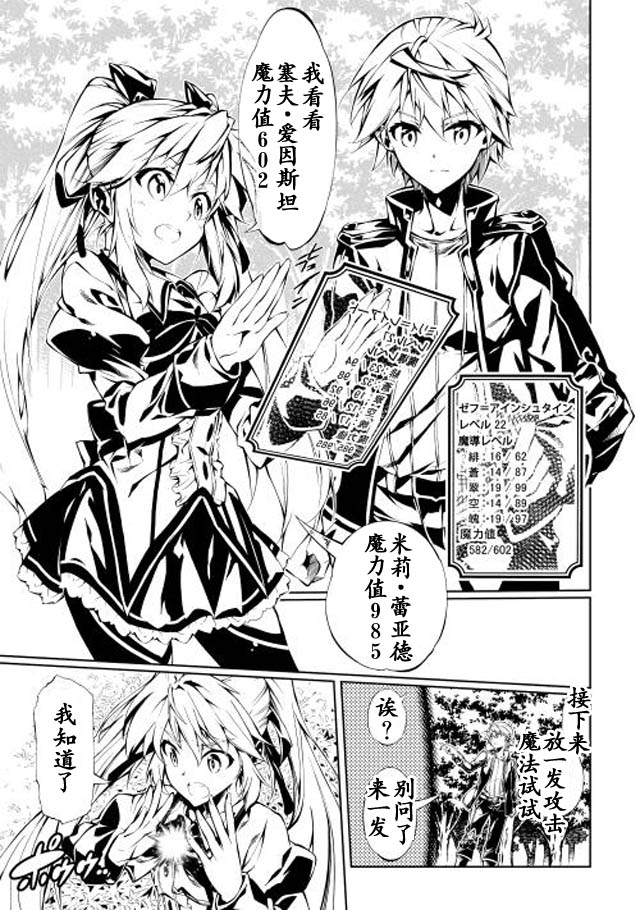 我看看
塞夫・爱因斯坦
魔力值602
ゼフ=アインシュタイン
レベル 22
魔導レベル
緋:16 62
蒼:14 87
翠:19 99
空:14 89
魄:19 97
魔力値
582/602
米莉・蕾亚德
魔力值985
接下来
放一发攻击
魔法试试
诶?
别问了
来一发
我知道了